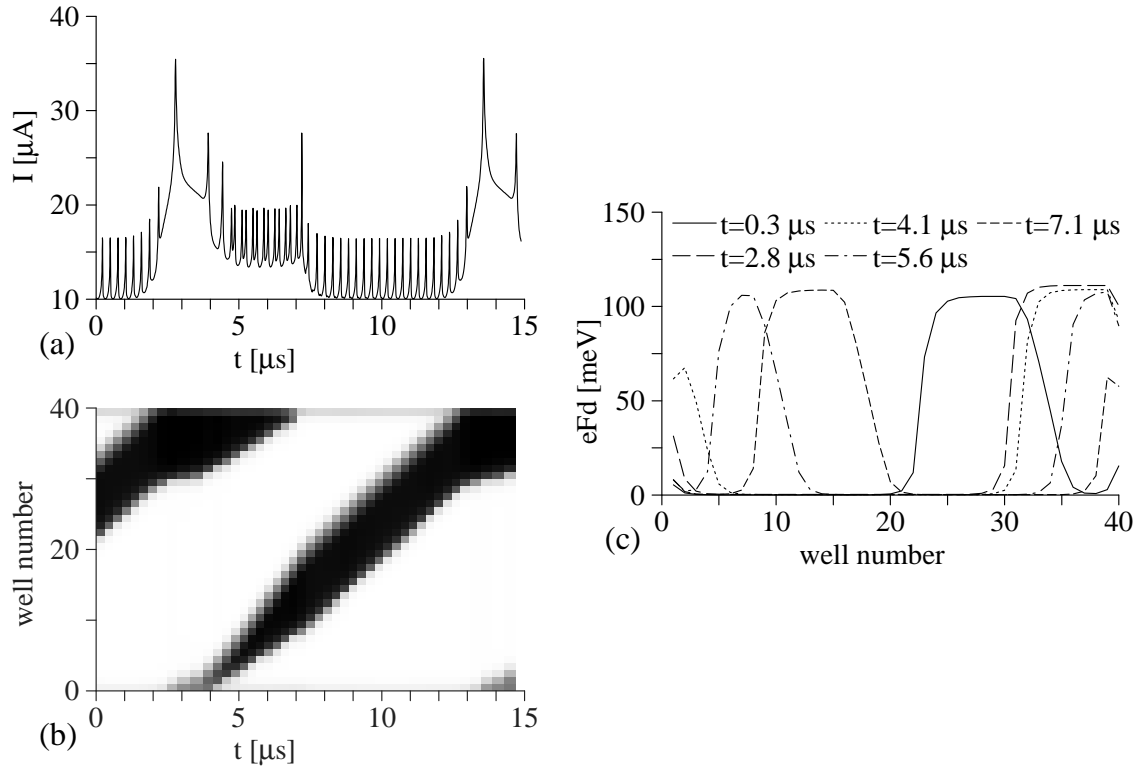 40
30
20
10
I [μA]
0 5 10 15
(a)
t [μs]
40
20
0
well number
0 5 10 15
(b)
t [μs]
150
100
50
0
eFd [meV]
t=0.3 μs t=4.1 μs t=7.1 μs
t=2.8 μs t=5.6 μs
0 10 20 30 40
(c)
well number